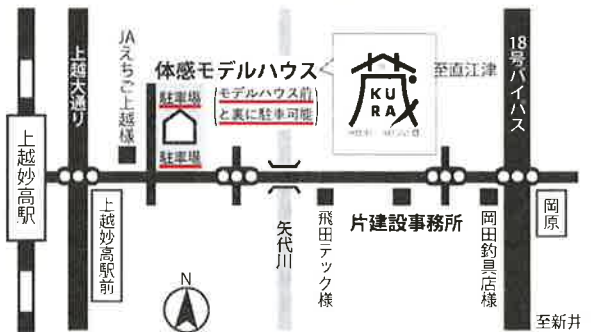 上越大通り
JAえちご上越様
体感モデルハウス
駐車場
モデルハウス前
と裏に駐車可能
駐車場
蔵
KU
RA
至直江津
18号バイパス
上越妙高駅
上越妙高駅前
矢代川
飛田テック様
片建設事務所
岡田釣具店様
岡原
至新井
N